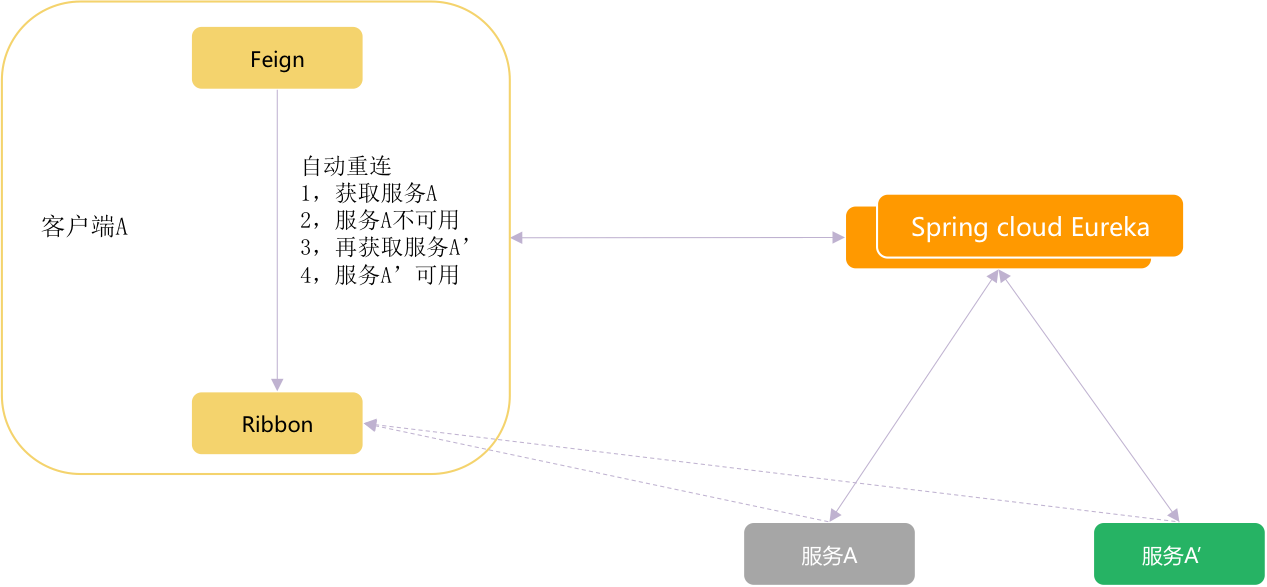 Feign
自动重连
1，获取服务A
2，服务A不可用
3，再获取服务A’
4，服务A’可用
客户端A
Spring cloud Eureka
Ribbon
服务A
服务A’